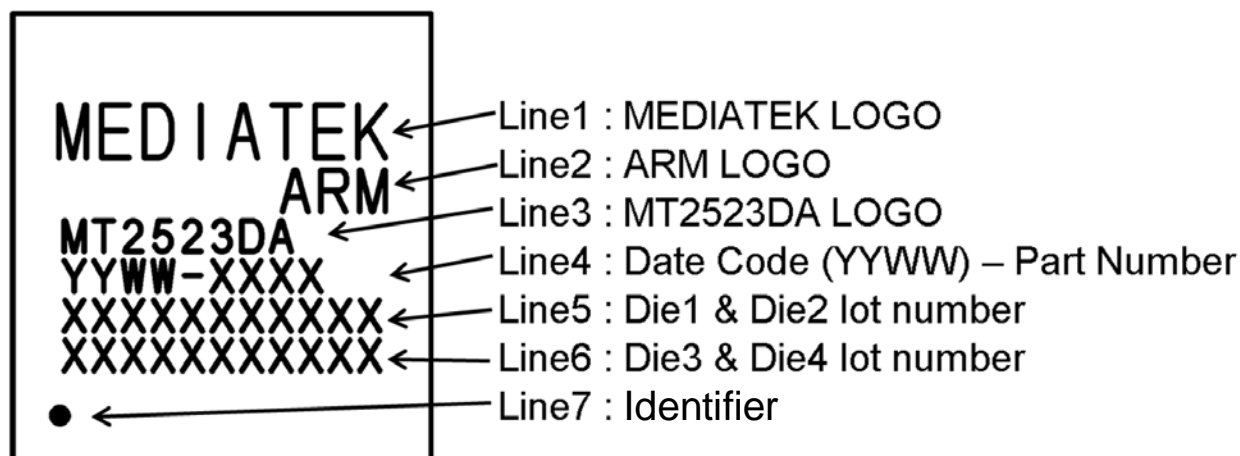 MEDIATEK
ARM
MT2523DA
YYWW-XXXX
XXXXXXXXXXX
XXXXXXXXXXX
Line1 : MEDIATEK LOGO
Line2 : ARM LOGO
Line3 : MT2523DA LOGO
Line4 : Date Code (YYWW) – Part Number
Line5 : Die1 & Die2 lot number
Line6 : Die3 & Die4 lot number
Line7 : Identifier